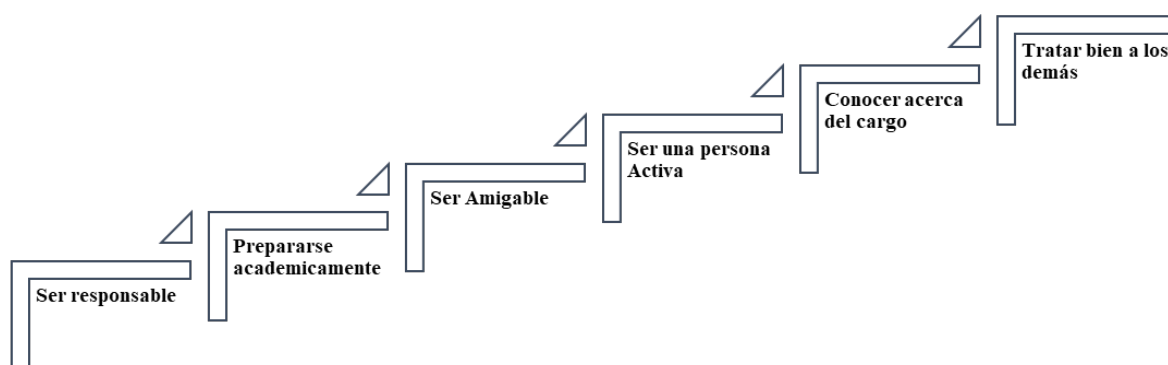 Ser responsable
Prepararse
academicamente
Ser Amigable
Ser una persona
Activa
Conocer acerca
del cargo
Tratar bien a los
demás